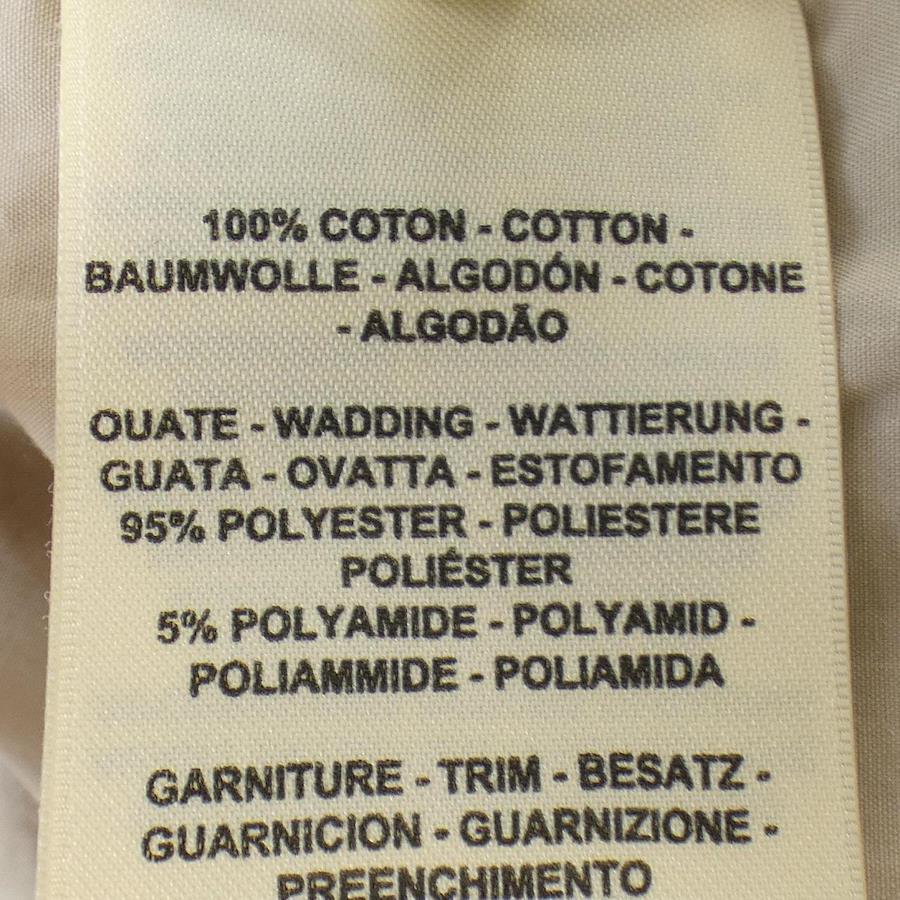 100% COTON - COTTON -
BAUMWOLLE - ALGODÓN - COTONE
- ALGODÃO
OUATE - WADDING - WATTIERUNG -
GUATA - OVATTA - ESTOFAMENTO
95% POLYESTER - POLIESTERE
POLIÉSTER
5% POLYAMIDE - POLYAMID -
POLIAMMIDE - POLIAMIDA
GARNITURE - TRIM - BESATZ -
GUARNICION - GUARNIZIONE -
PREENCHIMENTO